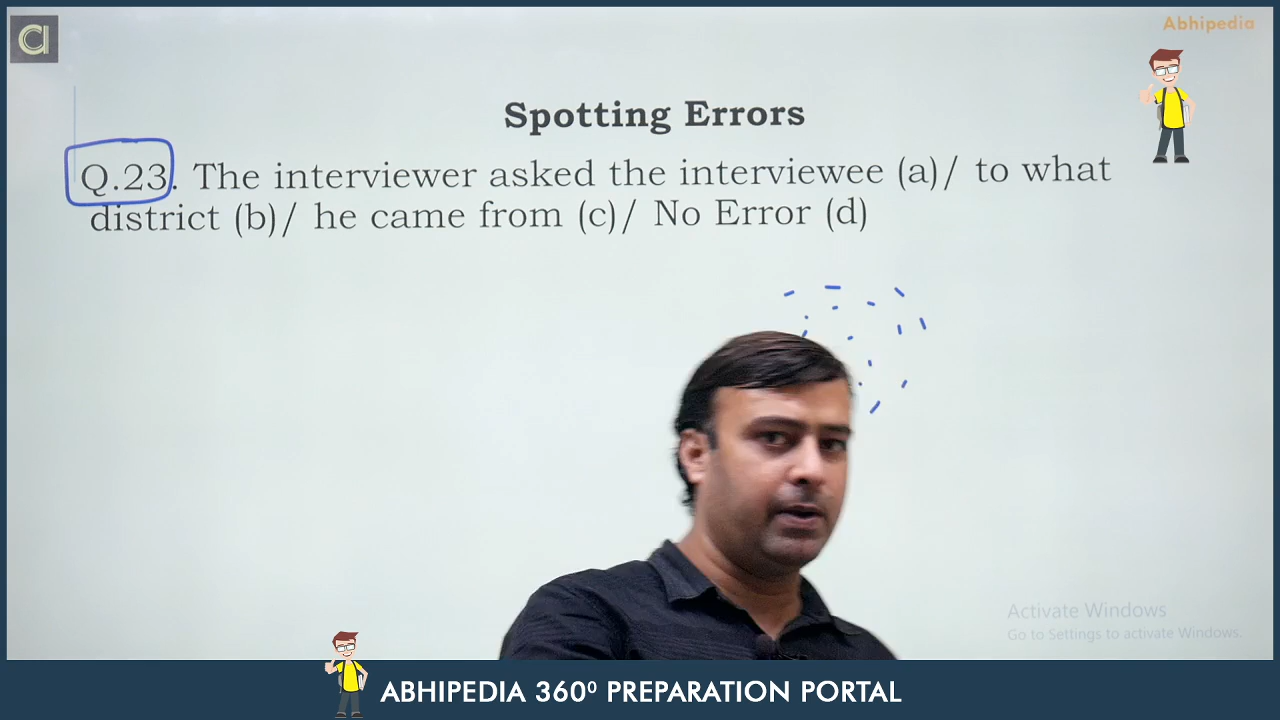 Abhipedia
Spotting Errors
Q.23. The interviewer asked the interviewee (a)/ to what
district (b)/ he came from (c)/ No Error (d)
Activate Windows
Go to Settings to activate Windows.
ABHIPEDIA 360⁰ PREPARATION PORTAL